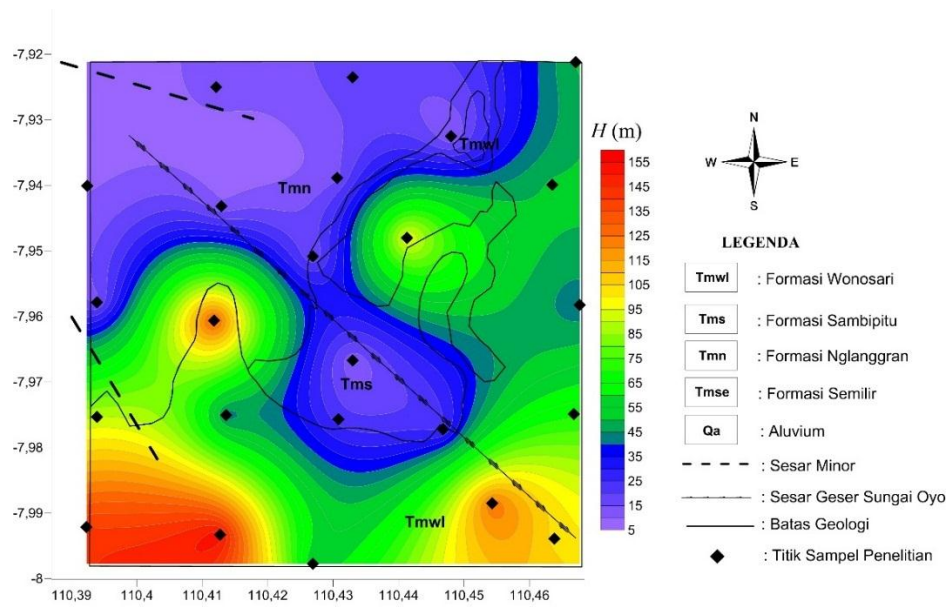 -7,92
-7,93
-7,94
-7,95
-7,96
-7,97
-7,98
-7,99
-8
110,39 110,4 110,41 110,42 110,43 110,44 110,45 110,46
Tmwl
Tmn
Tms
Tmwl
H (m)
155
145
135
125
115
105
95
85
75
65
55
45
35
25
15
5
N
W E
S
LEGENDA
Tmwl : Formasi Wonosari
Tms : Formasi Sambipitu
Tmn : Formasi Nglanggran
Tmse : Formasi Semilir
Qa : Aluvium
: Sesar Minor
: Sesar Geser Sungai Oyo
: Batas Geologi
: Titik Sampel Penelitian